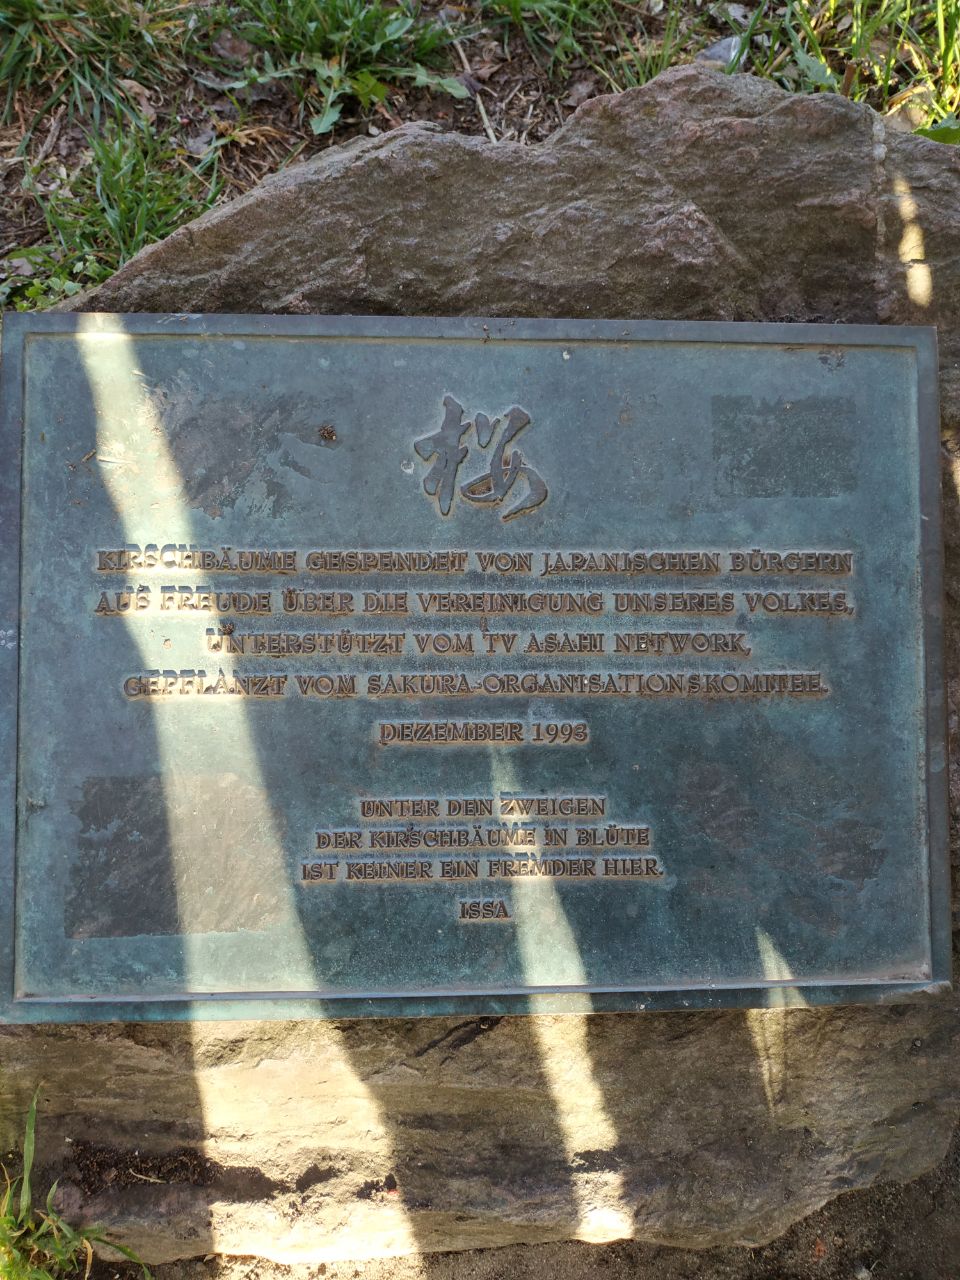 桜
KIRSCHBÄUME GESPENDET VON JAPANISCHEN BÜRGERN
AUS FREUDE ÜBER DIE VEREINIGUNG UNSERES VOLKES,
UNTERSTÜTZT VOM TV ASAHI NETWORK,
GEPFLANZT VOM SAKURA-ORGANISATIONSKOMITEE.
DEZEMBER 1993
UNTER DEN ZWEIGEN
DER KIRSCHBÄUME IN BLÜTE
IST KEINER EIN FREMDER HIER.
ISSA